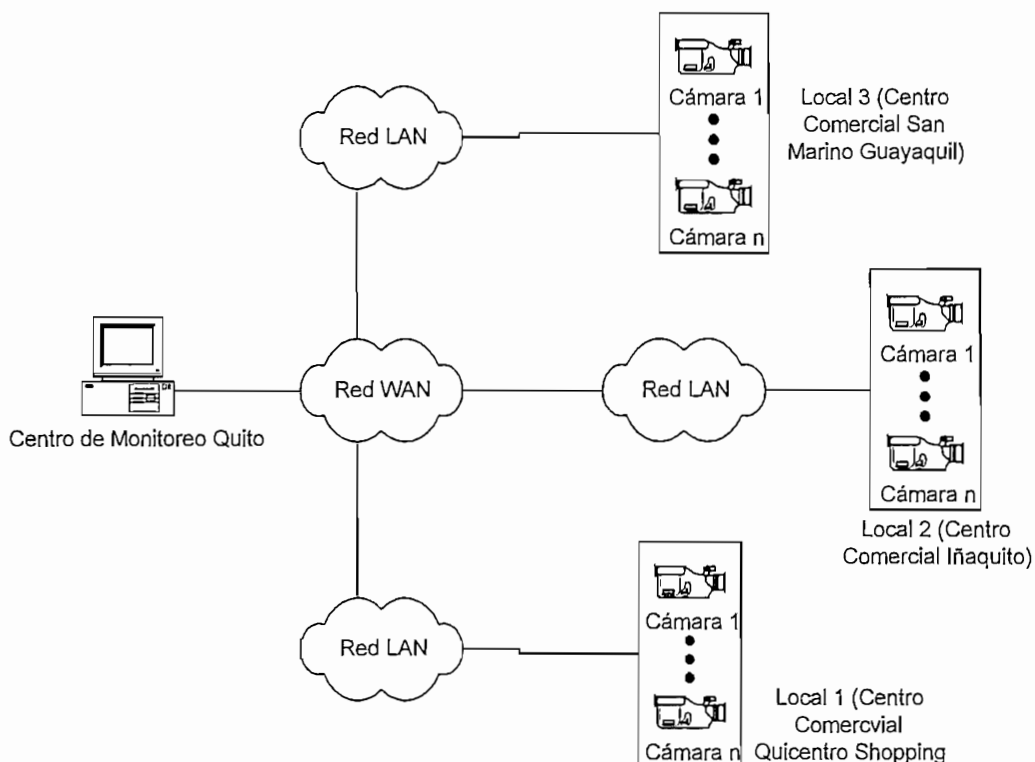 Cámara 1
Cámara n
Local 3 (Centro
Comercial San
Marino Guayaquil)
Red LAN
Centro de Monitoreo Quito
Red WAN
Red LAN
Cámara 1
Cámara n
Local 2 (Centro
Comercial Iñaquito)
Red LAN
Cámara 1
Cámara n
Local 1 (Centro
Comercvial
Quicentro Shopping